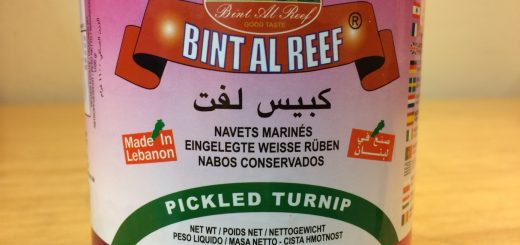 Bint Al Reef
GOOD TASTE
BINT AL REEF ®
كبيس لفت
NAVETS MARINÉS
EINGELEGTE WEISSE RÜBEN
NABOS CONSERVADOS
Made In
Lebanon
صنع في
لبنان
PICKLED TURNIP
NET WT / POIDS NET / NETTOGEWICHT
PESO LIQUIDO / MASA NETTO - CISTA HMOTNOST